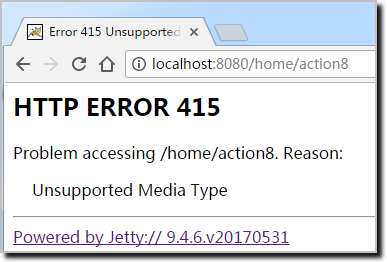 Error 415 Unsupported
localhost:8080/home/action8
HTTP ERROR 415
Problem accessing /home/action8. Reason:
Unsupported Media Type
Powered by Jetty:// 9.4.6.v20170531